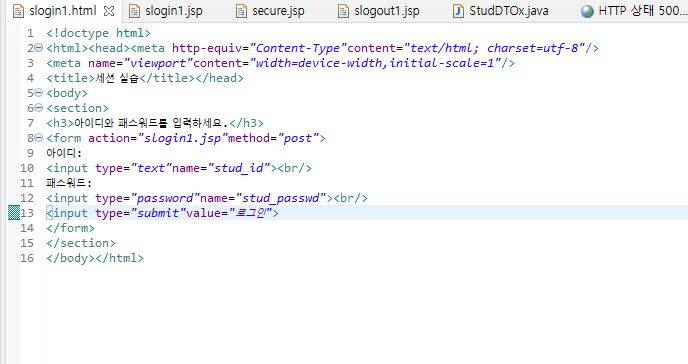 slogin1.html slogin1.jsp secure.jsp slogout1.jsp StudDTOx.java HTTP 상태 500...
1 <!doctype html>
2 <html><head><meta http-equiv="Content-Type"content="text/html; charset=utf-8"/>
3 <meta name="viewport"content="width=device-width,initial-scale=1"/>
4 <title>세션 실습</title></head>
5 <body>
6 <section>
7 <h3>아이디와 패스워드를 입력하세요.</h3>
8 <form action="slogin1.jsp"method="post">
9 아이디:
10 <input type="text"name="stud_id"><br/>
11 패스워드:
12 <input type="password"name="stud_passwd"><br/>
13 <input type="submit"value="로그인">
14 </form>
15 </section>
16 </body></html>